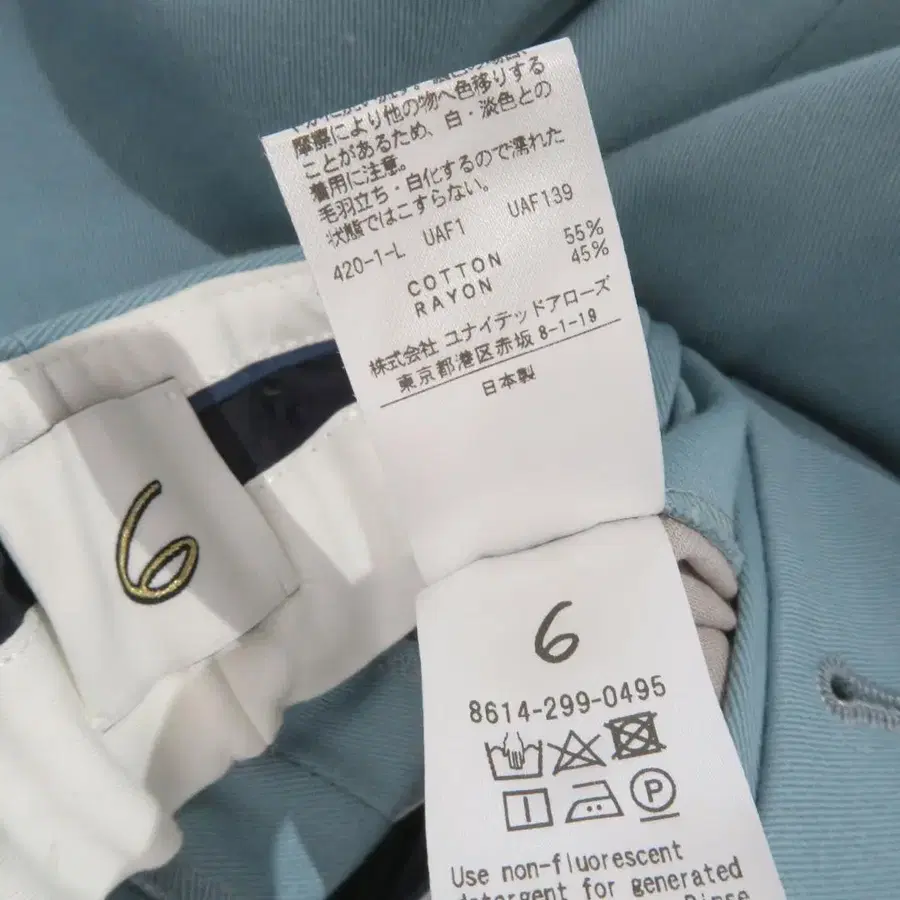 摩擦により他の物へ色移りする
ことがあるため、白・淡色との
着用に注意。
毛羽立ち・白化するので濡れた
状態ではこすらない。
420-1-L UAF1 UAF139
COTTON 55%
RAYON 45%
株式会社 ユナイテッドアローズ
東京都港区赤坂8-1-19
日本製
6
6
8614-299-0495
P
Use non-fluorescent
detergent for generated
Rinse